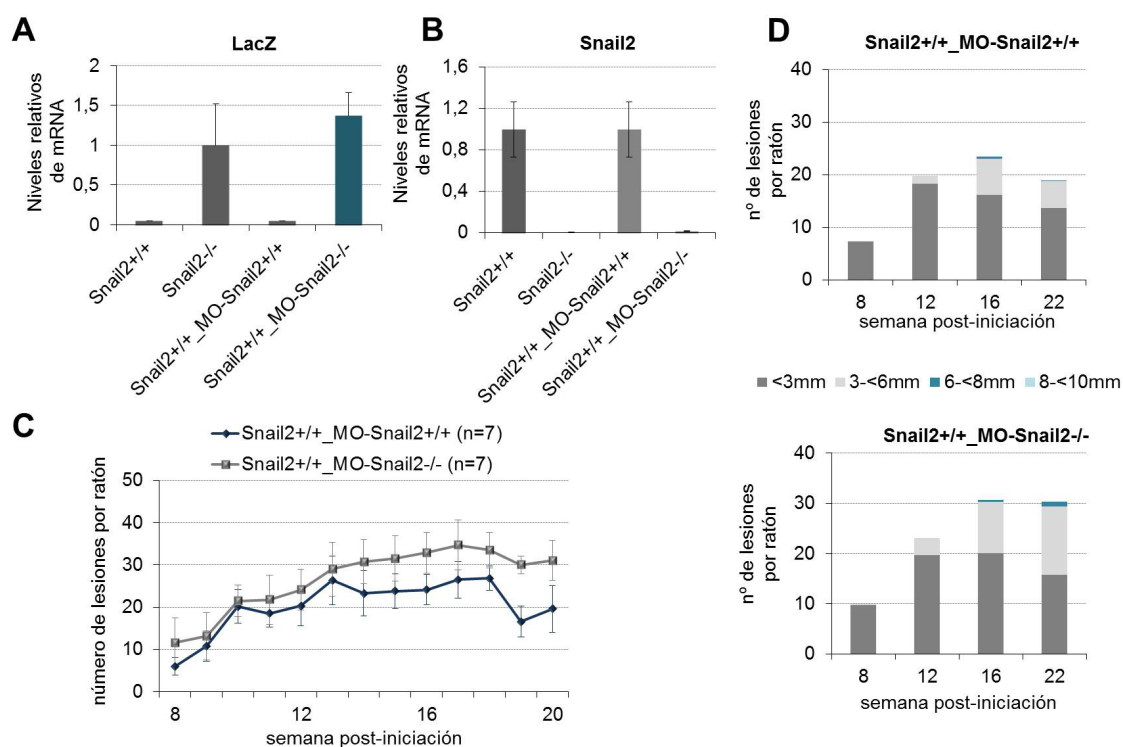 A
LacZ
Niveles relativos
de mRNA
2
1,5
1
0,5
0
Snail2+/+
Snail2-/-
Snail2+/+_MO-Snail2+/+
Snail2+/+_MO-Snail2-/-
B
Snail2
Niveles relativos
de mRNA
1,6
1,2
0,8
0,4
0
Snail2+/+
Snail2-/-
Snail2+/+_MO-Snail2+/+
Snail2+/+_MO-Snail2-/-
C
Snail2+/+_MO-Snail2+/+ (n=7)
Snail2+/+_MO-Snail2-/- (n=7)
número de lesiones por ratón
50
40
30
20
10
0
8 12 16 20
semana post-iniciación
D
Snail2+/+_MO-Snail2+/+
nº de lesiones
por ratón
40
30
20
10
0
8 12 16 22
semana post-iniciación
<3mm 3-<6mm 6-<8mm 8-<10mm
Snail2+/+_MO-Snail2-/-
nº de lesiones
por ratón
40
30
20
10
0
8 12 16 22
semana post-iniciación